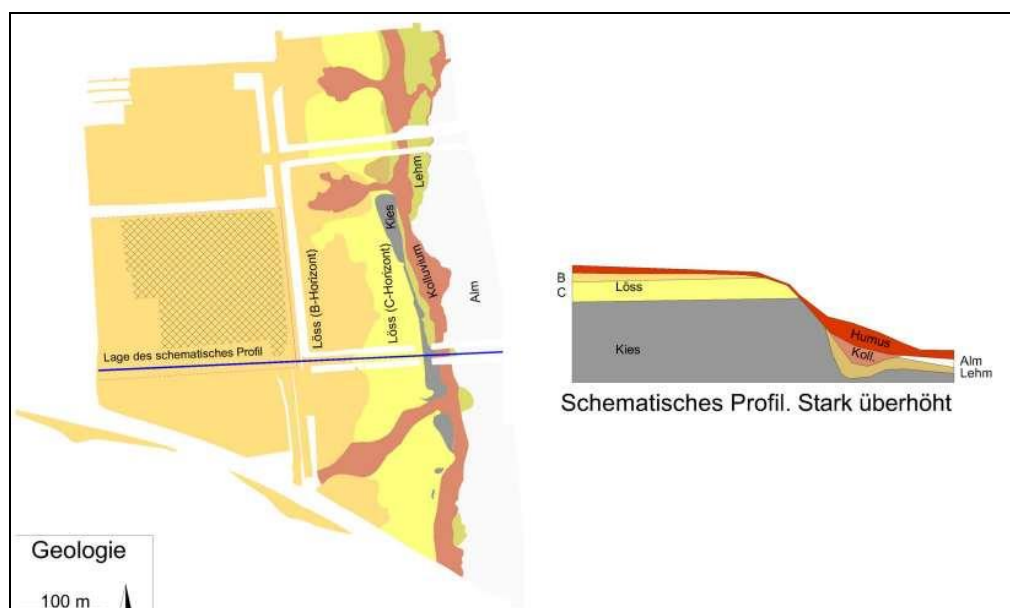 Lehm
Kies
Kolluvium
Löss (B-Horizont)
Löss (C-Horizont)
Alm
Lage des schematisches Profil
B
C
Löss
Kies
Humus
Koll.
Alm
Lehm
Schematisches Profil. Stark überhöht
Geologie
100 m